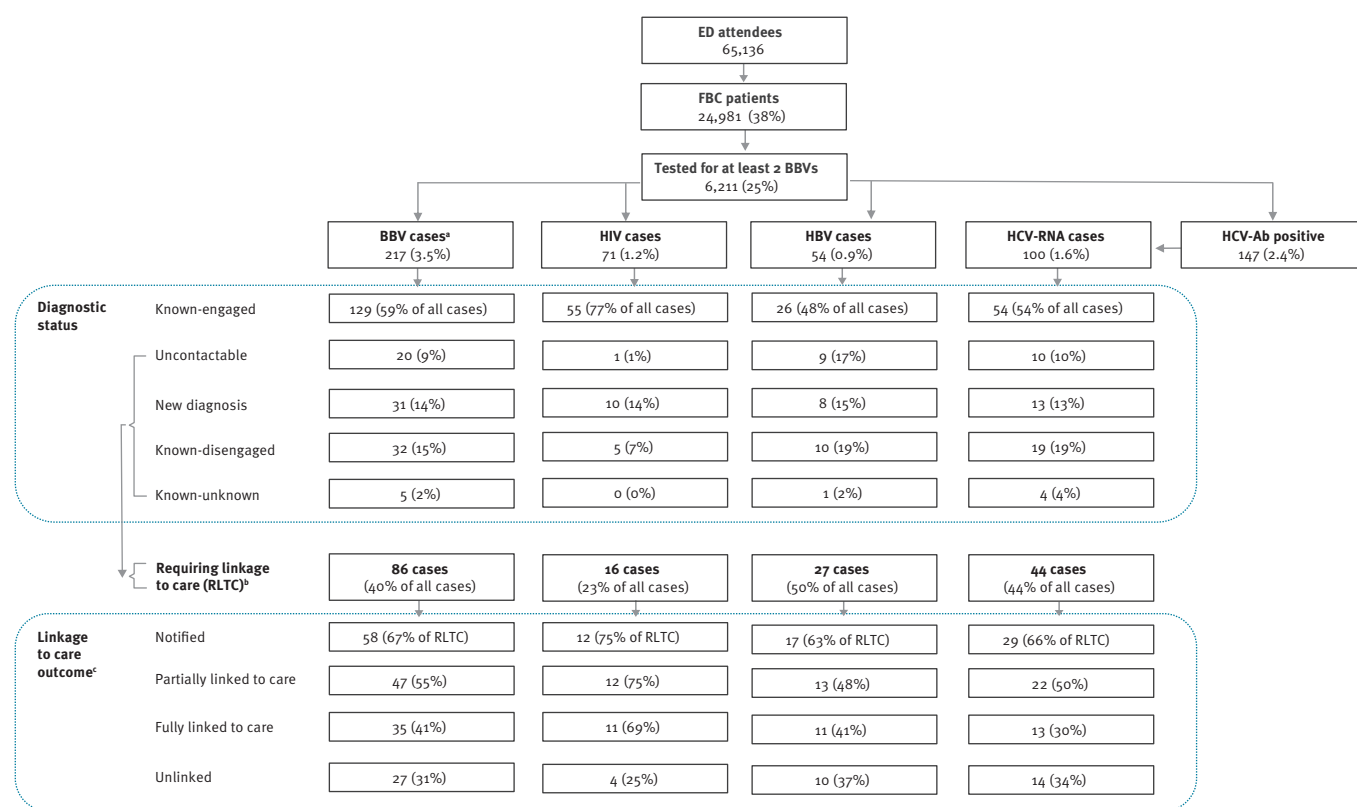 ED attendees
65,136
FBC patients
24,981 (38%)
Tested for at least 2 BBVs
6,211 (25%)
BBV casesᵃ
217 (3.5%)
HIV cases
71 (1.2%)
HBV cases
54 (0.9%)
HCV-RNA cases
100 (1.6%)
HCV-Ab positive
147 (2.4%)
Diagnostic
status
Known-engaged
129 (59% of all cases)
55 (77% of all cases)
26 (48% of all cases)
54 (54% of all cases)
Uncontactable
20 (9%)
1 (1%)
9 (17%)
10 (10%)
New diagnosis
31 (14%)
10 (14%)
8 (15%)
13 (13%)
Known-disengaged
32 (15%)
5 (7%)
10 (19%)
19 (19%)
Known-unknown
5 (2%)
0 (0%)
1 (2%)
4 (4%)
Requiring linkage
to care (RLTC)ᵇ
86 cases
(40% of all cases)
16 cases
(23% of all cases)
27 cases
(50% of all cases)
44 cases
(44% of all cases)
Linkage
to care
outcomeᶜ
Notified
58 (67% of RLTC)
12 (75% of RLTC)
17 (63% of RLTC)
29 (66% of RLTC)
Partially linked to care
47 (55%)
12 (75%)
13 (48%)
22 (50%)
Fully linked to care
35 (41%)
11 (69%)
11 (41%)
13 (30%)
Unlinked
27 (31%)
4 (25%)
10 (37%)
14 (34%)